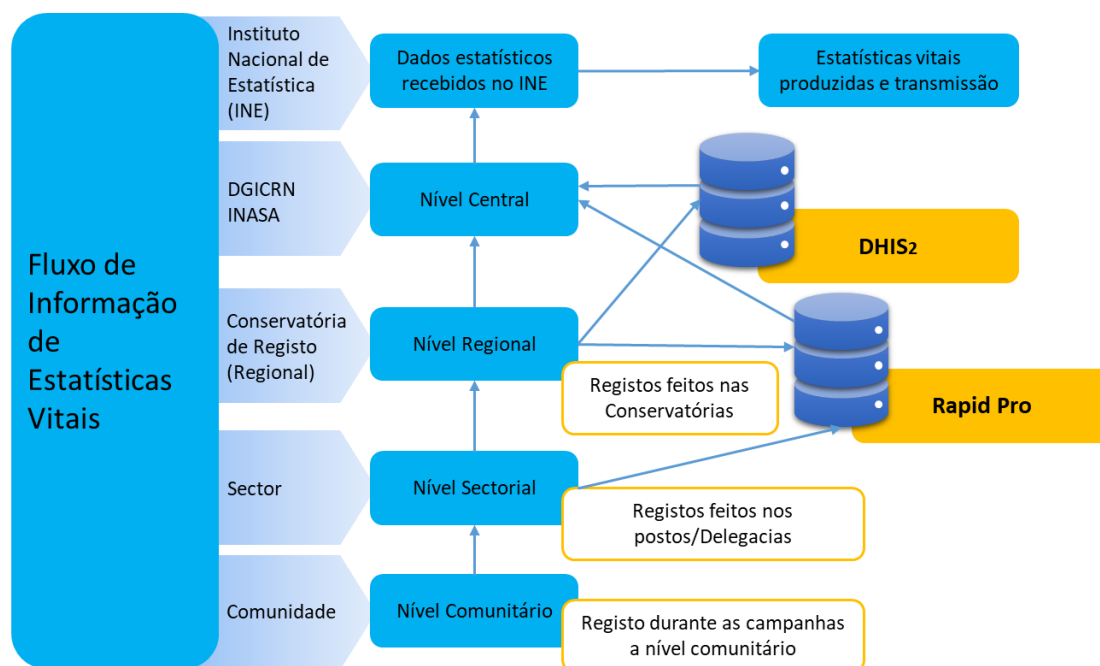 Fluxo de
Informação
de
Estatísticas
Vitais
Instituto
Nacional de
Estatística
(INE)
Dados estatísticos
recebidos no INE
Estatísticas vitais
produzidas e transmissão
DGICRN
INASA
Nível Central
DHIS2
Conservatória
de Registo
(Regional)
Nível Regional
Registos feitos nas
Conservatórias
Rapid Pro
Sector
Nível Sectorial
Registos feitos nos
postos/Delegacias
Comunidade
Nível Comunitário
Registo durante as campanhas
a nível comunitário